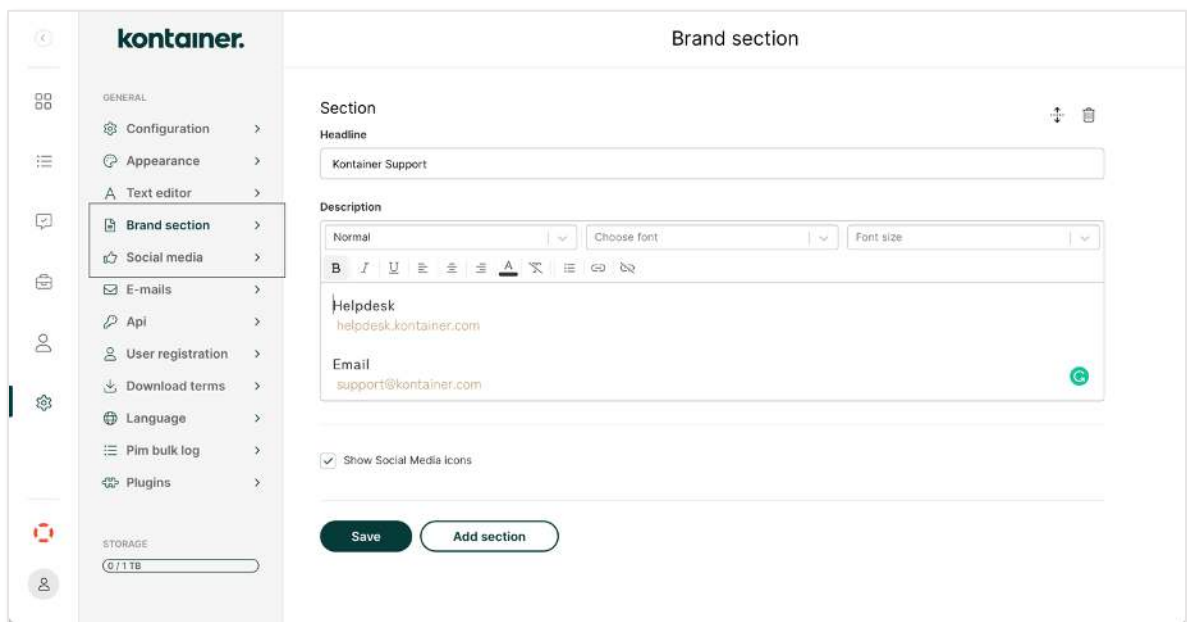 kontainer.
Brand section
GENERAL
Configuration
Appearance
Text editor
Brand section
Social media
E-mails
Api
User registration
Download terms
Language
Pim bulk log
Plugins
STORAGE
0 / 1 TB
Section
Headline
Kontainer Support
Description
Normal
Choose font
Font size
B I U A
Helpdesk
helpdesk.kontainer.com
Email
support@kontainer.com
Show Social Media icons
Save
Add section